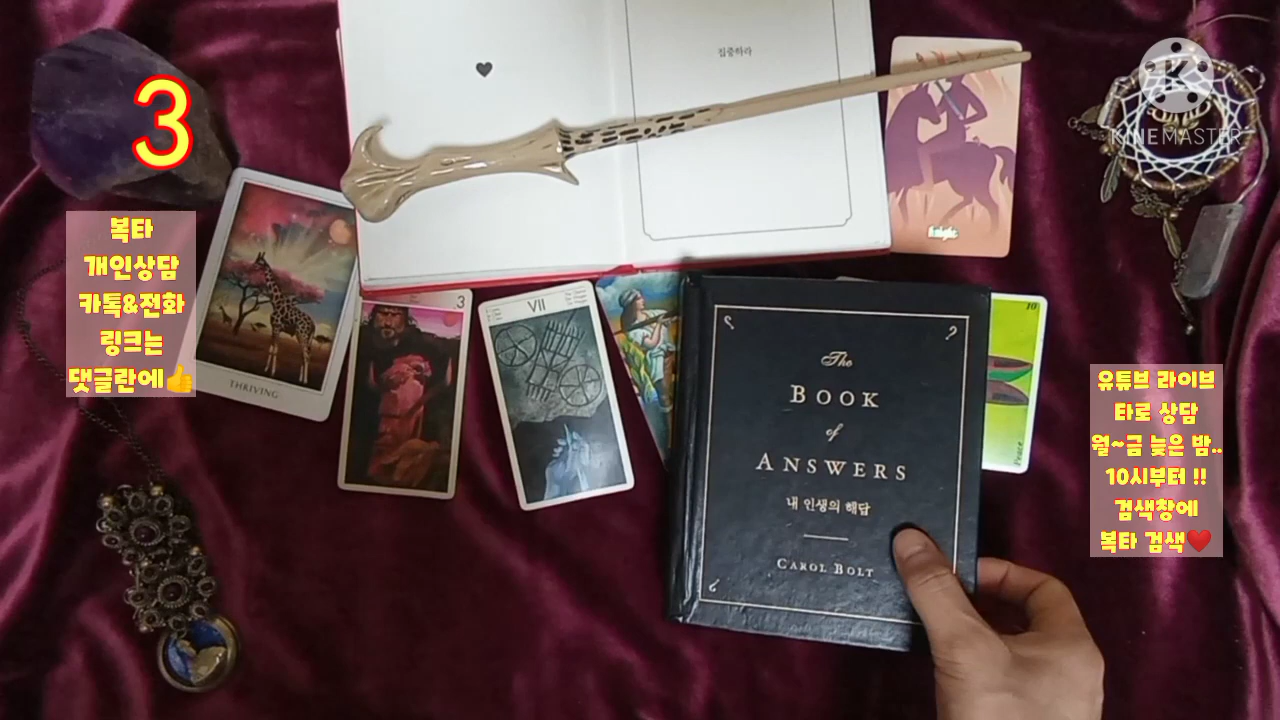 3
집중하라
KINEMASTER
Knight
복타
개인상담
카톡&전화
링크는
댓글란에👍
THRIVING
3
VII
10
Peace
The
BOOK
of
ANSWERS
내 인생의 해답
CAROL BOLT
유튜브 라이브
타로 상담
월~금 늦은 밤..
10시부터 !!
검색창에
복타 검색❤️